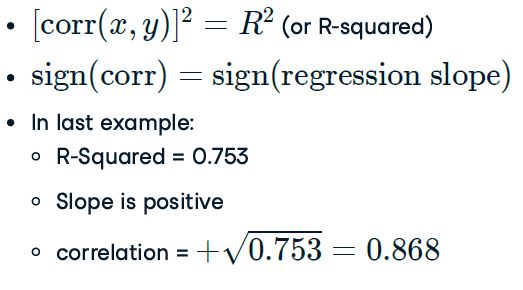 • [corr(x, y)]² = R² (or R-squared)
• sign(corr) = sign(regression slope)
• In last example:
∘ R-Squared = 0.753
∘ Slope is positive
∘ correlation = +√0.753 = 0.868